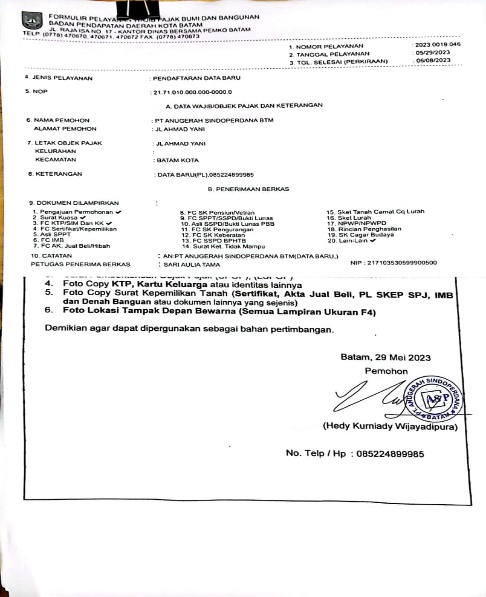 FORMULIR PELAYANAN WAJIB PAJAK BUMI DAN BANGUNAN
BADAN PENDAPATAN DAERAH KOTA BATAM
JL. RAJA ISA NO. 17 - KANTOR DINAS BERSAMA PEMKO BATAM
TELP. (0778) 470670, 470671, 470672 FAX. (0778) 470673
1. NOMOR PELAYANAN : 2023.0019.046
2. TANGGAL PELAYANAN : 05/29/2023
3. TGL. SELESAI (PERKIRAAN) : 06/08/2023
4. JENIS PELAYANAN : PENDAFTARAN DATA BARU
5. NOP : 21.71.010.000.000-0000.0
A. DATA WAJIB/OBJEK PAJAK DAN KETERANGAN
6. NAMA PEMOHON : PT ANUGERAH SINDOPERDANA BTM
ALAMAT PEMOHON : JL AHMAD YANI
7. LETAK OBJEK PAJAK : JL AHMAD YANI
KELURAHAN :
KECAMATAN : BATAM KOTA
8. KETERANGAN : DATA BARU(PL),085224899985
B. PENERIMAAN BERKAS
9. DOKUMEN DILAMPIRKAN :
1. Pengajuan Permohonan ✓ 8. FC SK Pensiun/Vetran 15. Sket Tanah Camat Cq Lurah
2. Surat Kuasa ✓ 9. FC SPPT/SSPD/Bukti Lunas 16. Sket Lurah
3. FC KTP/SIM Dan KK ✓ 10. Asli SSPD/Bukti Lunas PBB 17. NPWP/NPWPD
4. FC Sertifikat/Kepemilikan 11. FC SK Pengurangan 18. Rincian Penghasilan
5. Asli SPPT 12. FC SK Keberatan 19. SK Cagar Budaya
6. FC IMB 13. FC SSPD BPHTB 20. Lain-Lain ✓
7. FC AK. Jual Beli/Hibah 14. Surat Ket. Tidak Mampu
10. CATATAN : AN:PT ANUGERAH SINDOPERDANA BTM(DATA BARU,)
PETUGAS PENERIMA BERKAS : SARI AULIA TAMA NIP : 217103530599900500
4. Foto Copy KTP, Kartu Keluarga atau identitas lainnya
5. Foto Copy Surat Kepemilikan Tanah (Sertifikat, Akta Jual Beli, PL SKEP SPJ, IMB
dan Denah Banguan atau dokumen lainnya yang sejenis)
6. Foto Lokasi Tampak Depan Bewarna (Semua Lampiran Ukuran F4)
Demikian agar dapat dipergunakan sebagai bahan pertimbangan.
Batam, 29 Mei 2023
Pemohon
PT. ANUGERAH SINDOPERDANA
ASP
BATAM
(Hedy Kurniady Wijayadipura)
No. Telp / Hp : 085224899985